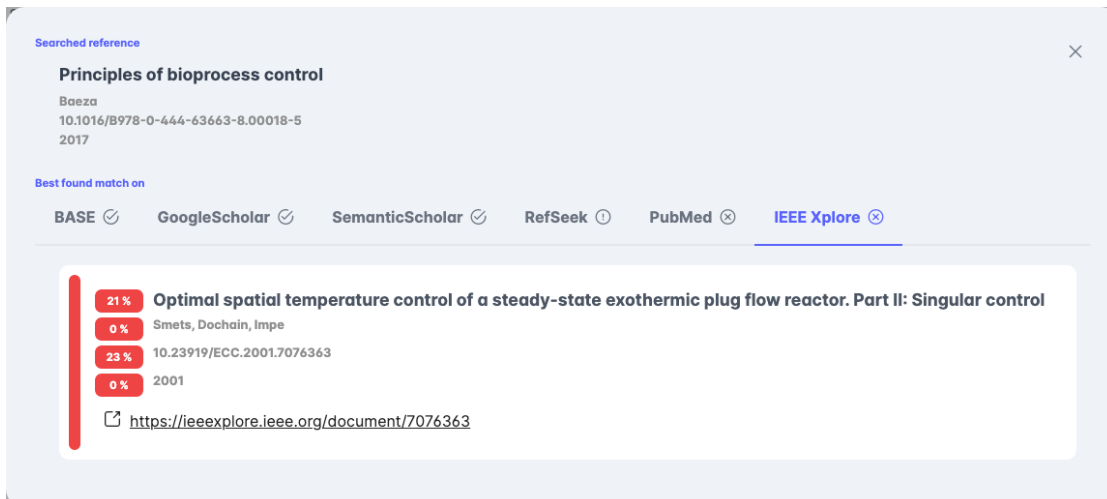 Searched reference
Principles of bioprocess control
Baeza
10.1016/B978-0-444-63663-8.00018-5
2017
Best found match on
BASE GoogleScholar SemanticScholar RefSeek PubMed IEEE Xplore
21 % Optimal spatial temperature control of a steady-state exothermic plug flow reactor. Part II: Singular control
0 % Smets, Dochain, Impe
23 % 10.23919/ECC.2001.7076363
0 % 2001
https://ieeexplore.ieee.org/document/7076363